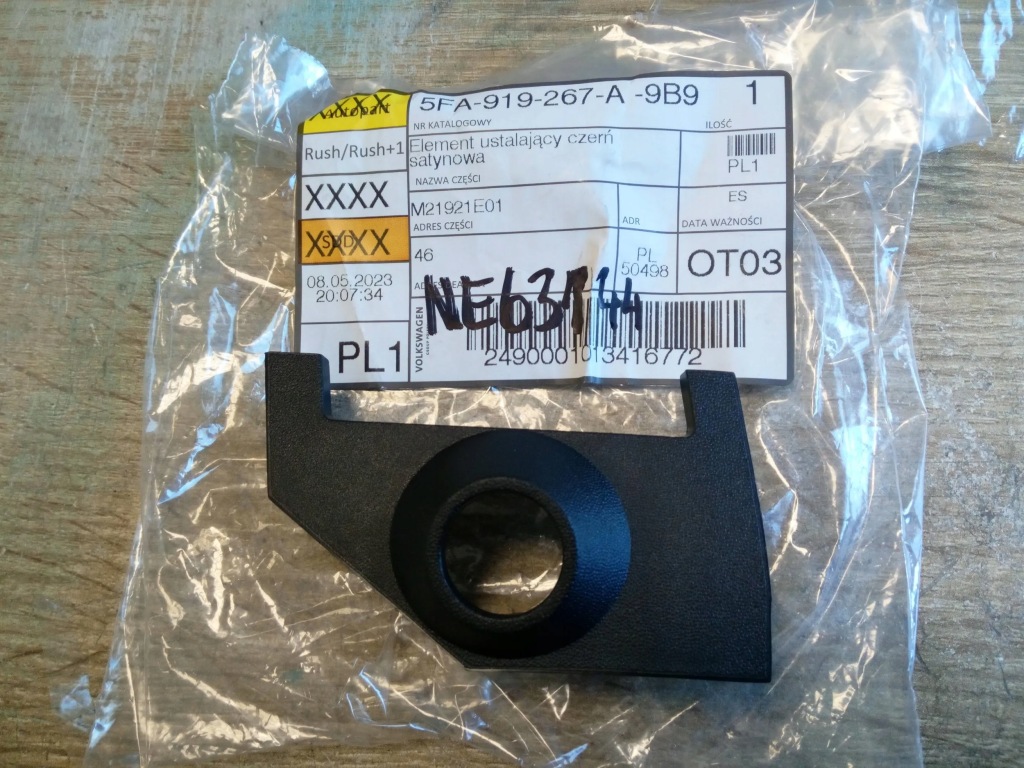 Autopart
XXXX
5FA-919-267-A -9B9
1
NR KATALOGOWY
ILOŚĆ
Rush/Rush+1
Element ustalający czerń
satynowa
NAZWA CZĘŚCI
PL1
XXXX
M21921E01
ADRES CZĘŚCI
ADR
ES
DATA WAŻNOŚCI
XXXX
46
PL
50498
OT03
08.05.2023
20:07:34
NE63144
PL1
VOLKSWAGEN
2490001013416772